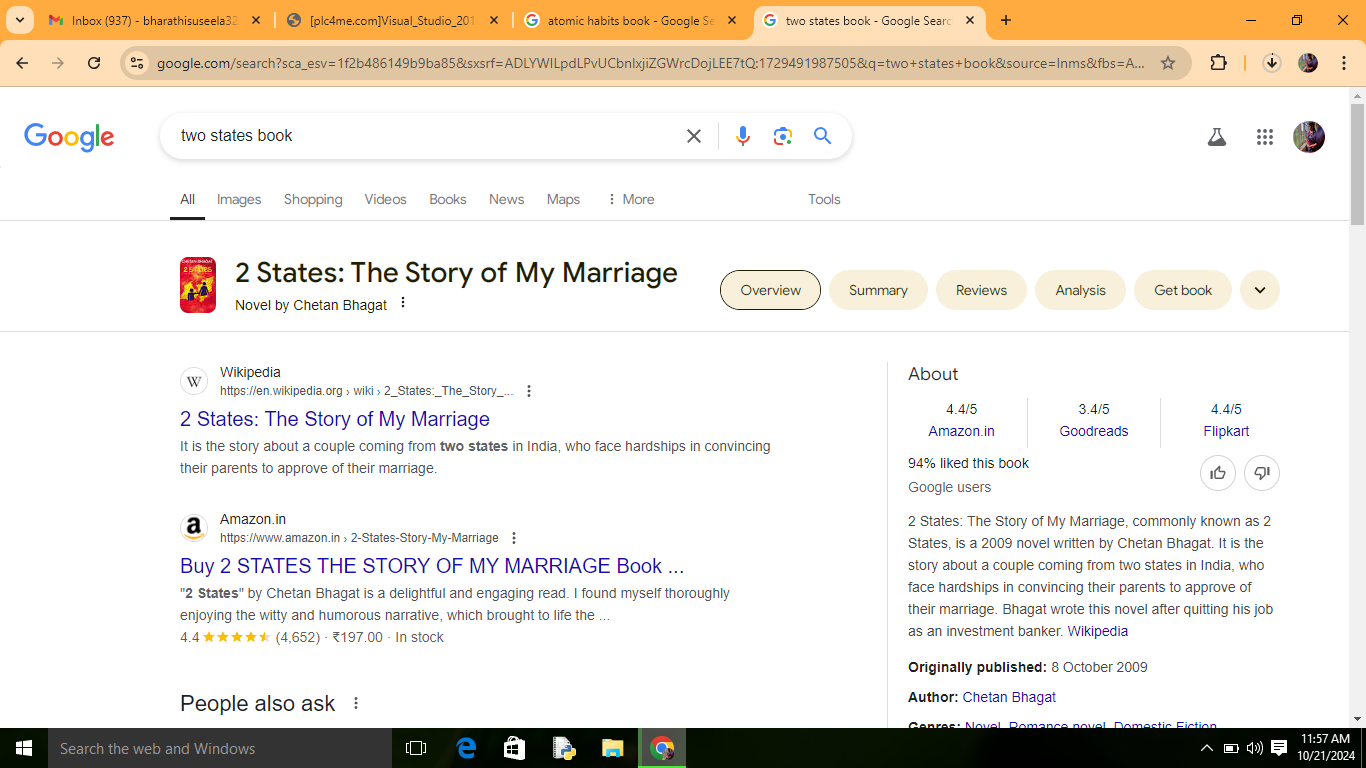 Inbox (937) - bharathisuseela32
[plc4me.com]Visual_Studio_201
atomic habits book - Google Se
two states book - Google Searc
google.com/search?sca_esv=1f2b486149b9ba85&sxsrf=ADLYWILpdLPvUCbnIxjiZGWrcDojLEE7tQ:1729491987505&q=two+states+book&source=lnms&fbs=A...
Google
two states book
All Images Shopping Videos Books News Maps More Tools
CHETAN BHAGAT
2 STATES
2 States: The Story of My Marriage
Novel by Chetan Bhagat
Overview Summary Reviews Analysis Get book
W
Wikipedia
https://en.wikipedia.org › wiki › 2_States:_The_Story_...
2 States: The Story of My Marriage
It is the story about a couple coming from two states in India, who face hardships in convincing
their parents to approve of their marriage.
a
Amazon.in
https://www.amazon.in › 2-States-Story-My-Marriage
Buy 2 STATES THE STORY OF MY MARRIAGE Book ...
"2 States" by Chetan Bhagat is a delightful and engaging read. I found myself thoroughly
enjoying the witty and humorous narrative, which brought to life the ...
4.4 ★★★★★ (4,652) · ₹197.00 · In stock
People also ask
About
4.4/5 3.4/5 4.4/5
Amazon.in Goodreads Flipkart
94% liked this book
Google users
2 States: The Story of My Marriage, commonly known as 2
States, is a 2009 novel written by Chetan Bhagat. It is the
story about a couple coming from two states in India, who
face hardships in convincing their parents to approve of
their marriage. Bhagat wrote this novel after quitting his job
as an investment banker. Wikipedia
Originally published: 8 October 2009
Author: Chetan Bhagat
Genres: Novel, Romance novel, Domestic Fiction
Search the web and Windows
11:57 AM
10/21/2024